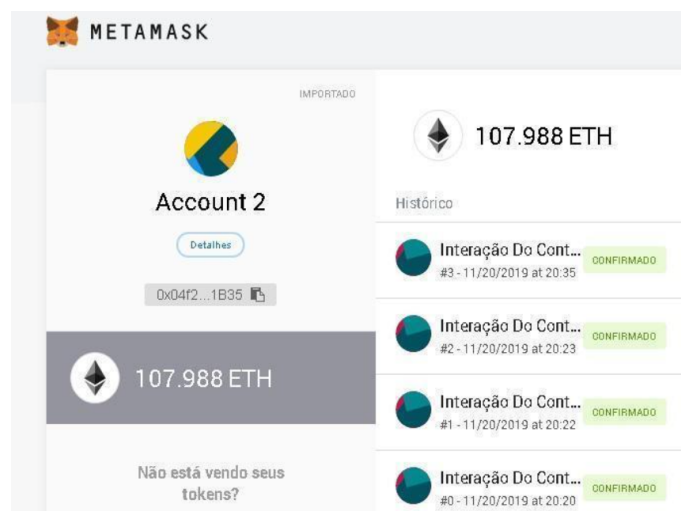 METAMASK
IMPORTADO
Account 2
Detalhes
0x04f2...1B35
107.988 ETH
Não está vendo seus
tokens?
107.988 ETH
Histórico
Interação Do Cont...
CONFIRMADO
#3 - 11/20/2019 at 20:35
Interação Do Cont...
CONFIRMADO
#2 - 11/20/2019 at 20:23
Interação Do Cont...
CONFIRMADO
#1 - 11/20/2019 at 20:22
Interação Do Cont...
CONFIRMADO
#0 - 11/20/2019 at 20:20